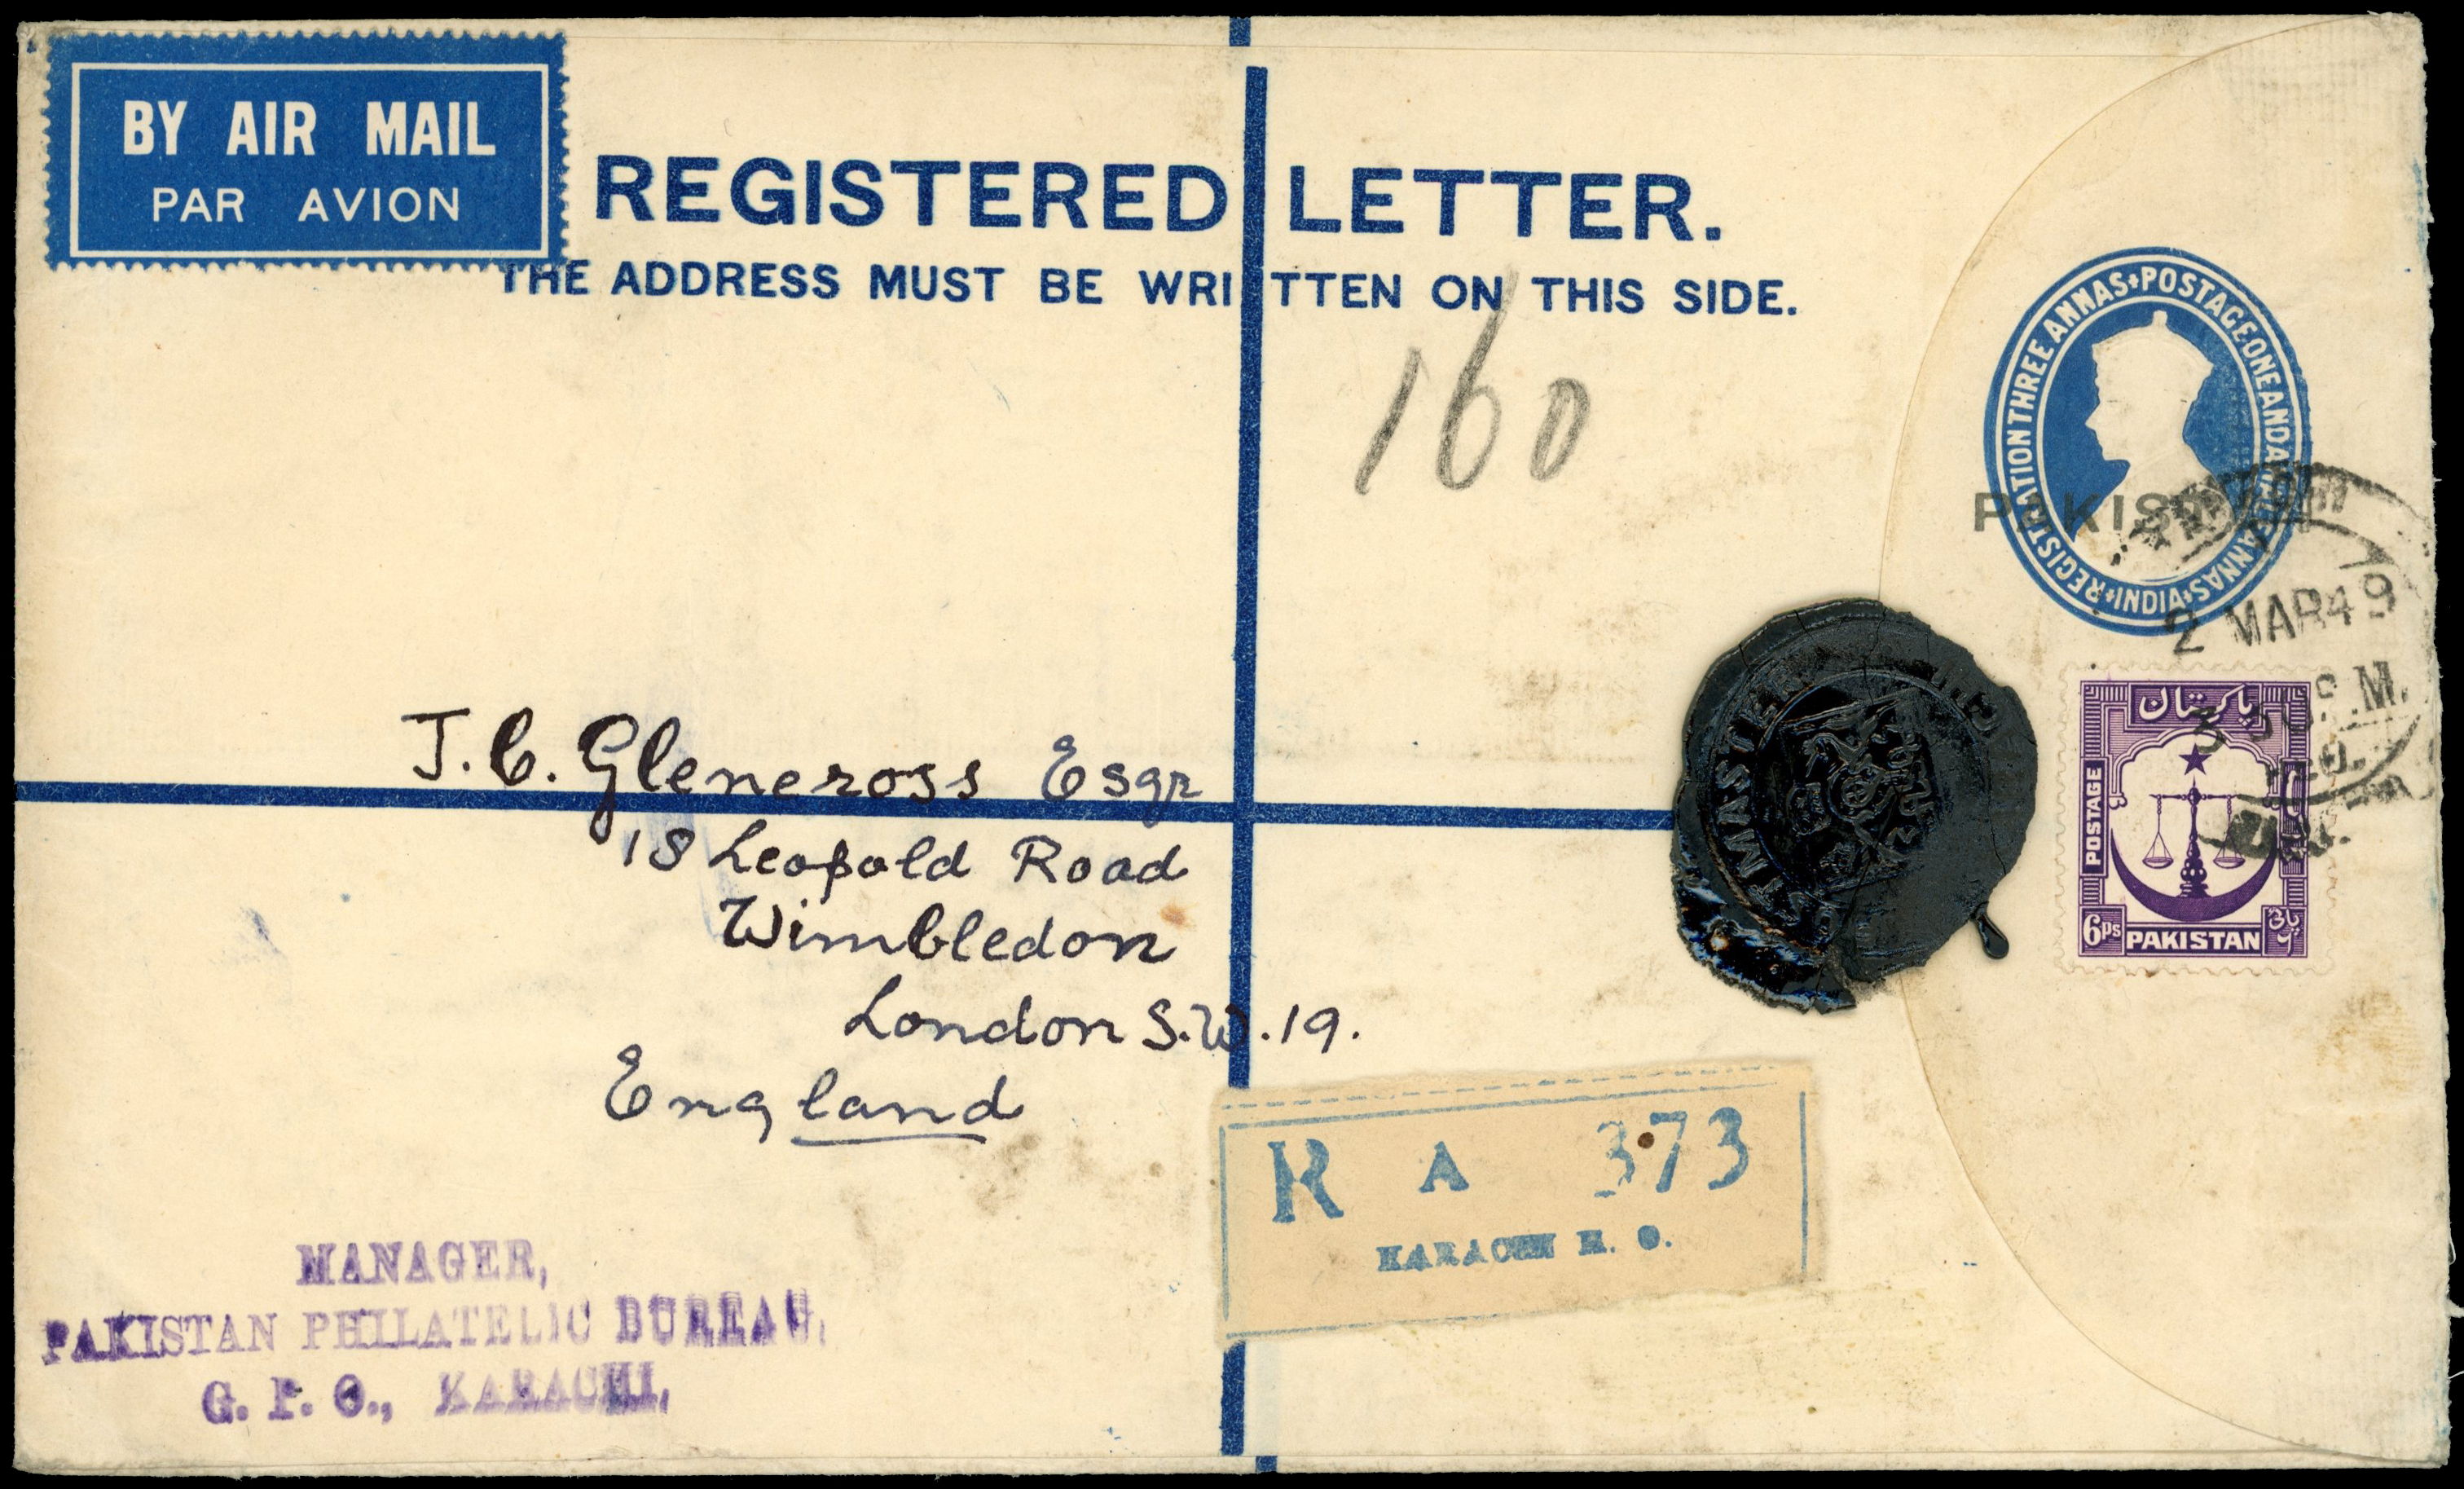 BY AIR MAIL
PAR AVION
REGISTERED LETTER.
THE ADDRESS MUST BE WRITTEN ON THIS SIDE.
160
REGISTRATION THREE ANNAS POSTAGE ONE AND A HALF ANNAS INDIA
PAKISTAN
2 MAR 49
J. C. Gleneross Esqr
18 Leopold Road
Wimbledon
London S.W.19.
England
پاکستان
POSTAGE
6ps PAKISTAN
R A 373
KARACHI H. O.
MANAGER,
PAKISTAN PHILATELIC BUREAU,
G. P. O., KARACHI,